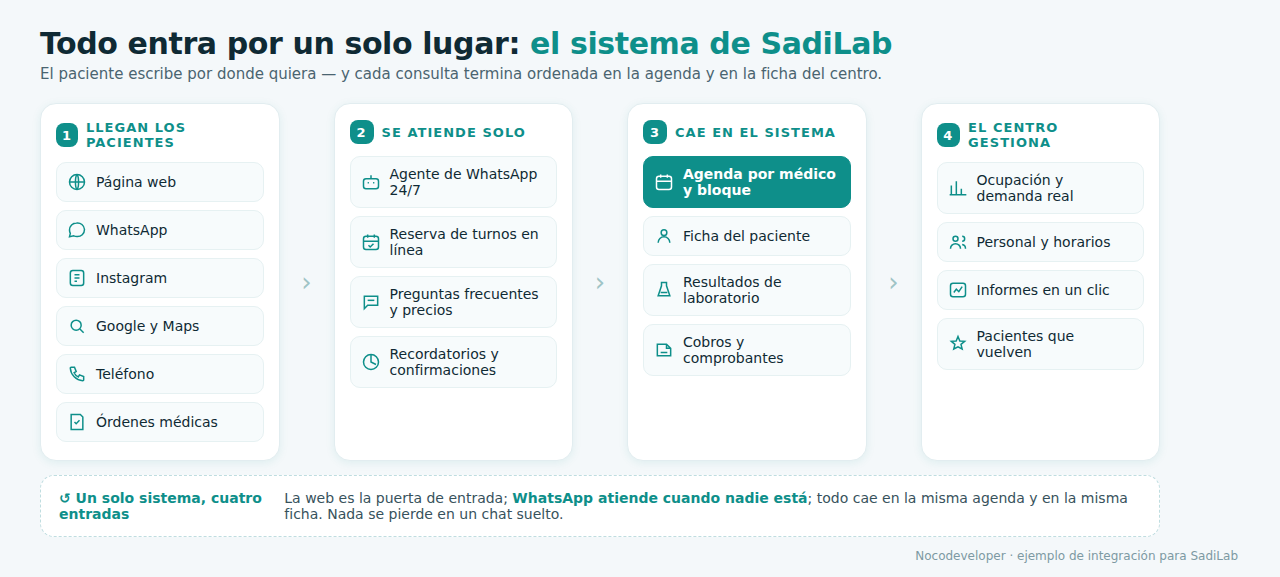 Todo entra por un solo lugar: el sistema de SadiLab
El paciente escribe por donde quiera — y cada consulta termina ordenada en la agenda y en la ficha del centro.
1 LLEGAN LOS
PACIENTES
Página web
WhatsApp
Instagram
Google y Maps
Teléfono
Órdenes médicas
›
2 SE ATIENDE SOLO
Agente de WhatsApp
24/7
Reserva de turnos en
línea
Preguntas frecuentes
y precios
Recordatorios y
confirmaciones
›
3 CAE EN EL SISTEMA
Agenda por médico
y bloque
Ficha del paciente
Resultados de
laboratorio
Cobros y
comprobantes
›
4 EL CENTRO
GESTIONA
Ocupación y
demanda real
Personal y horarios
Informes en un clic
Pacientes que
vuelven
↺ Un solo sistema, cuatro
entradas
La web es la puerta de entrada; WhatsApp atiende cuando nadie está; todo cae en la misma agenda y en la misma
ficha. Nada se pierde en un chat suelto.
Nocodeveloper · ejemplo de integración para SadiLab